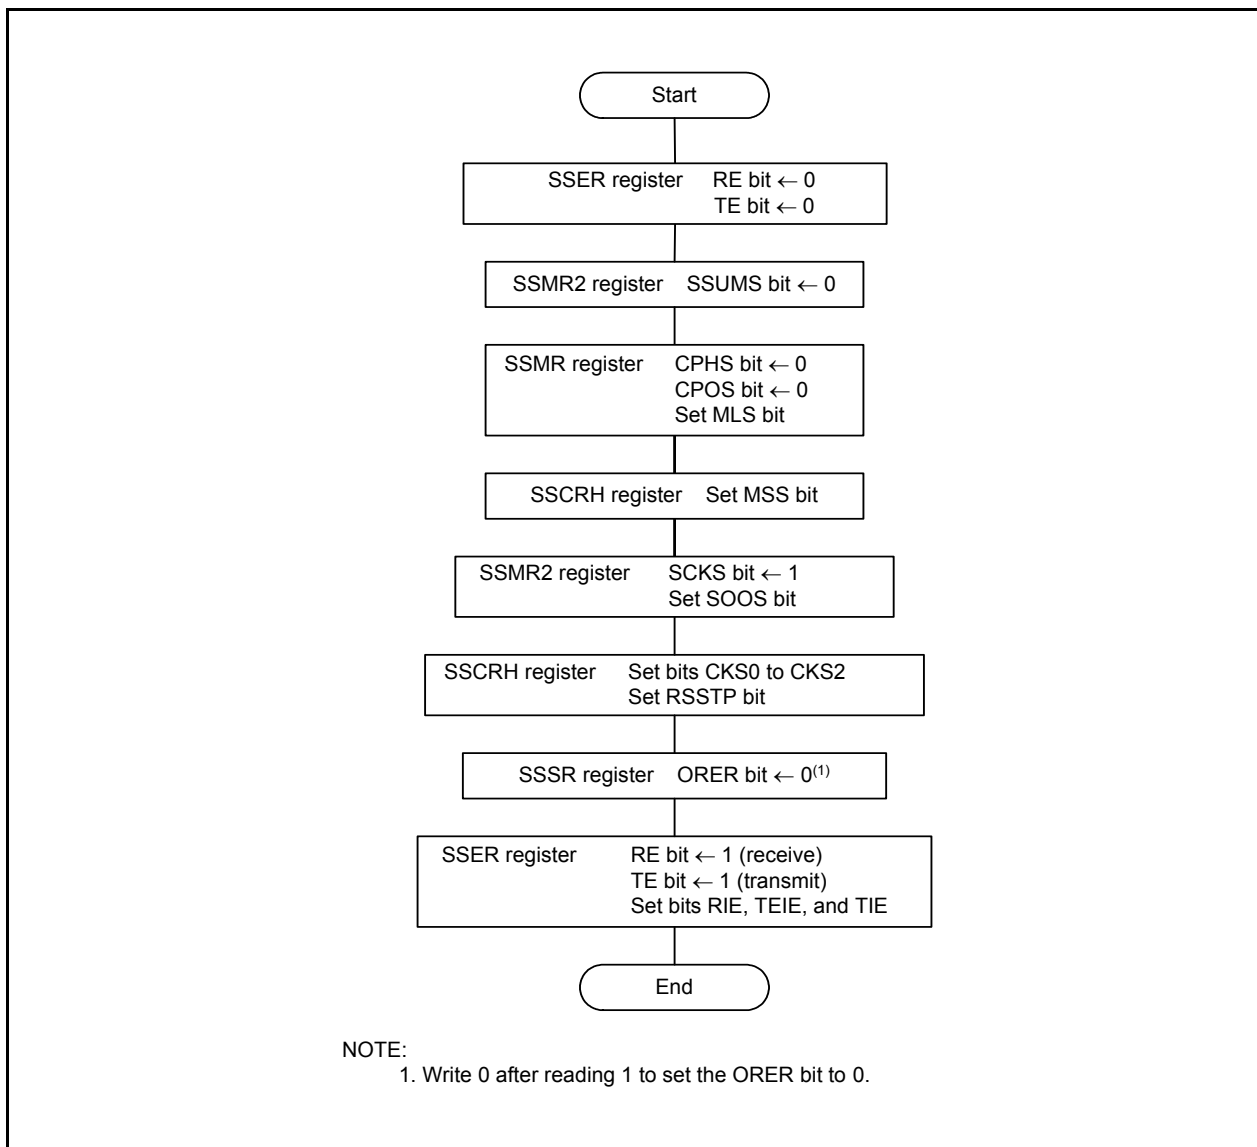 Start
SSER register RE bit ← 0
TE bit ← 0
SSMR2 register SSUMS bit ← 0
SSMR register CPHS bit ← 0
CPOS bit ← 0
Set MLS bit
SSCRH register Set MSS bit
SSMR2 register SCKS bit ← 1
Set SOOS bit
SSCRH register Set bits CKS0 to CKS2
Set RSSTP bit
SSSR register ORER bit ← 0(1)
SSER register RE bit ← 1 (receive)
TE bit ← 1 (transmit)
Set bits RIE, TEIE, and TIE
End
NOTE:
1. Write 0 after reading 1 to set the ORER bit to 0.